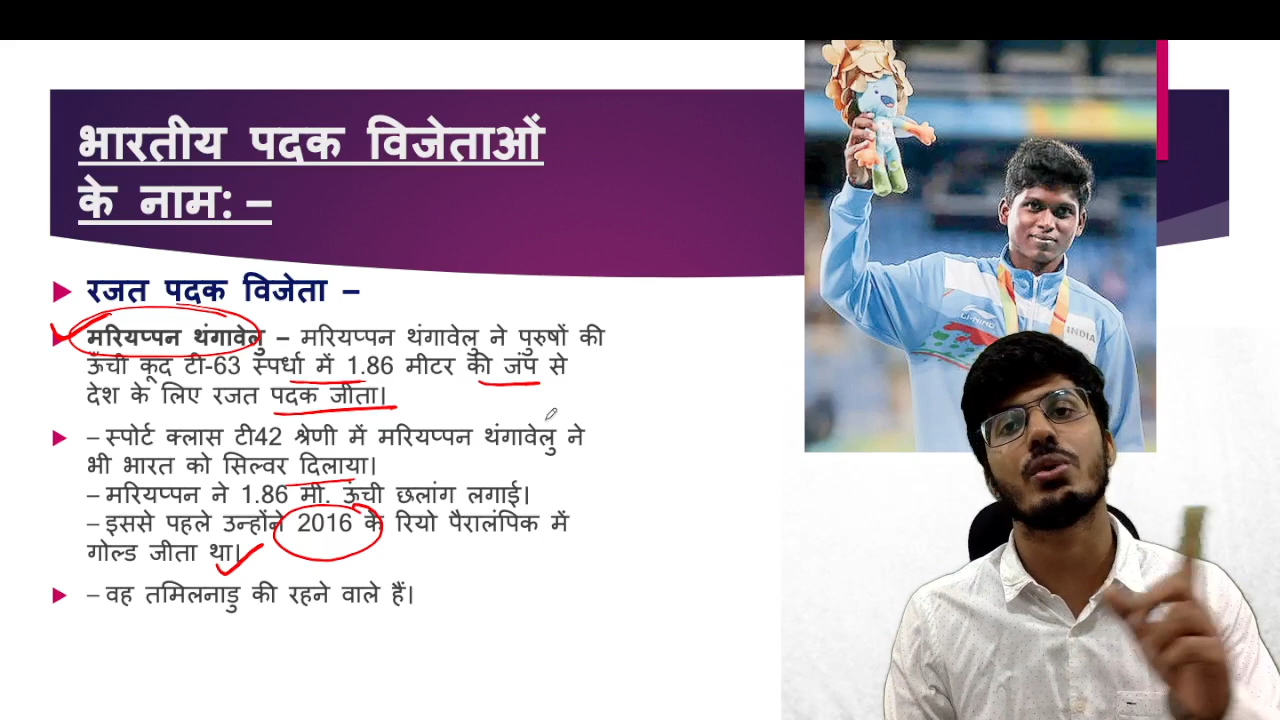 भारतीय पदक विजेताओं
के नाम: –
रजत पदक विजेता –
मरियप्पन थंगावेलु – मरियप्पन थंगावेलु ने पुरुषों की
ऊँची कूद टी-63 स्पर्धा में 1.86 मीटर की जंप से
देश के लिए रजत पदक जीता।
– स्पोर्ट क्लास टी42 श्रेणी में मरियप्पन थंगावेलु ने
भी भारत को सिल्वर दिलाया।
– मरियप्पन ने 1.86 मी. ऊंची छलांग लगाई।
– इससे पहले उन्होंने 2016 के रियो पैरालंपिक में
गोल्ड जीता था।
– वह तमिलनाडु की रहने वाले हैं।
LI-NING
INDIA